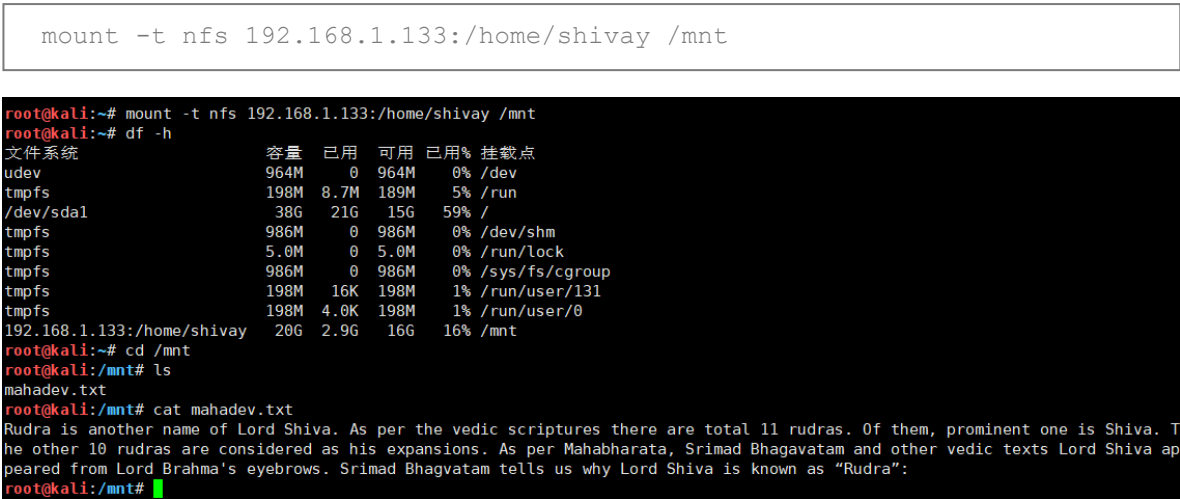 mount -t nfs 192.168.1.133:/home/shivay /mnt
root@kali:~# mount -t nfs 192.168.1.133:/home/shivay /mnt
root@kali:~# df -h
文件系统 容量 已用 可用 已用% 挂载点
udev 964M 0 964M 0% /dev
tmpfs 198M 8.7M 189M 5% /run
/dev/sda1 38G 21G 15G 59% /
tmpfs 986M 0 986M 0% /dev/shm
tmpfs 5.0M 0 5.0M 0% /run/lock
tmpfs 986M 0 986M 0% /sys/fs/cgroup
tmpfs 198M 16K 198M 1% /run/user/131
tmpfs 198M 4.0K 198M 1% /run/user/0
192.168.1.133:/home/shivay 20G 2.9G 16G 16% /mnt
root@kali:~# cd /mnt
root@kali:/mnt# ls
mahadev.txt
root@kali:/mnt# cat mahadev.txt
Rudra is another name of Lord Shiva. As per the vedic scriptures there are total 11 rudras. Of them, prominent one is Shiva. T
he other 10 rudras are considered as his expansions. As per Mahabharata, Srimad Bhagavatam and other vedic texts Lord Shiva ap
peared from Lord Brahma's eyebrows. Srimad Bhagvatam tells us why Lord Shiva is known as “Rudra”:
root@kali:/mnt#